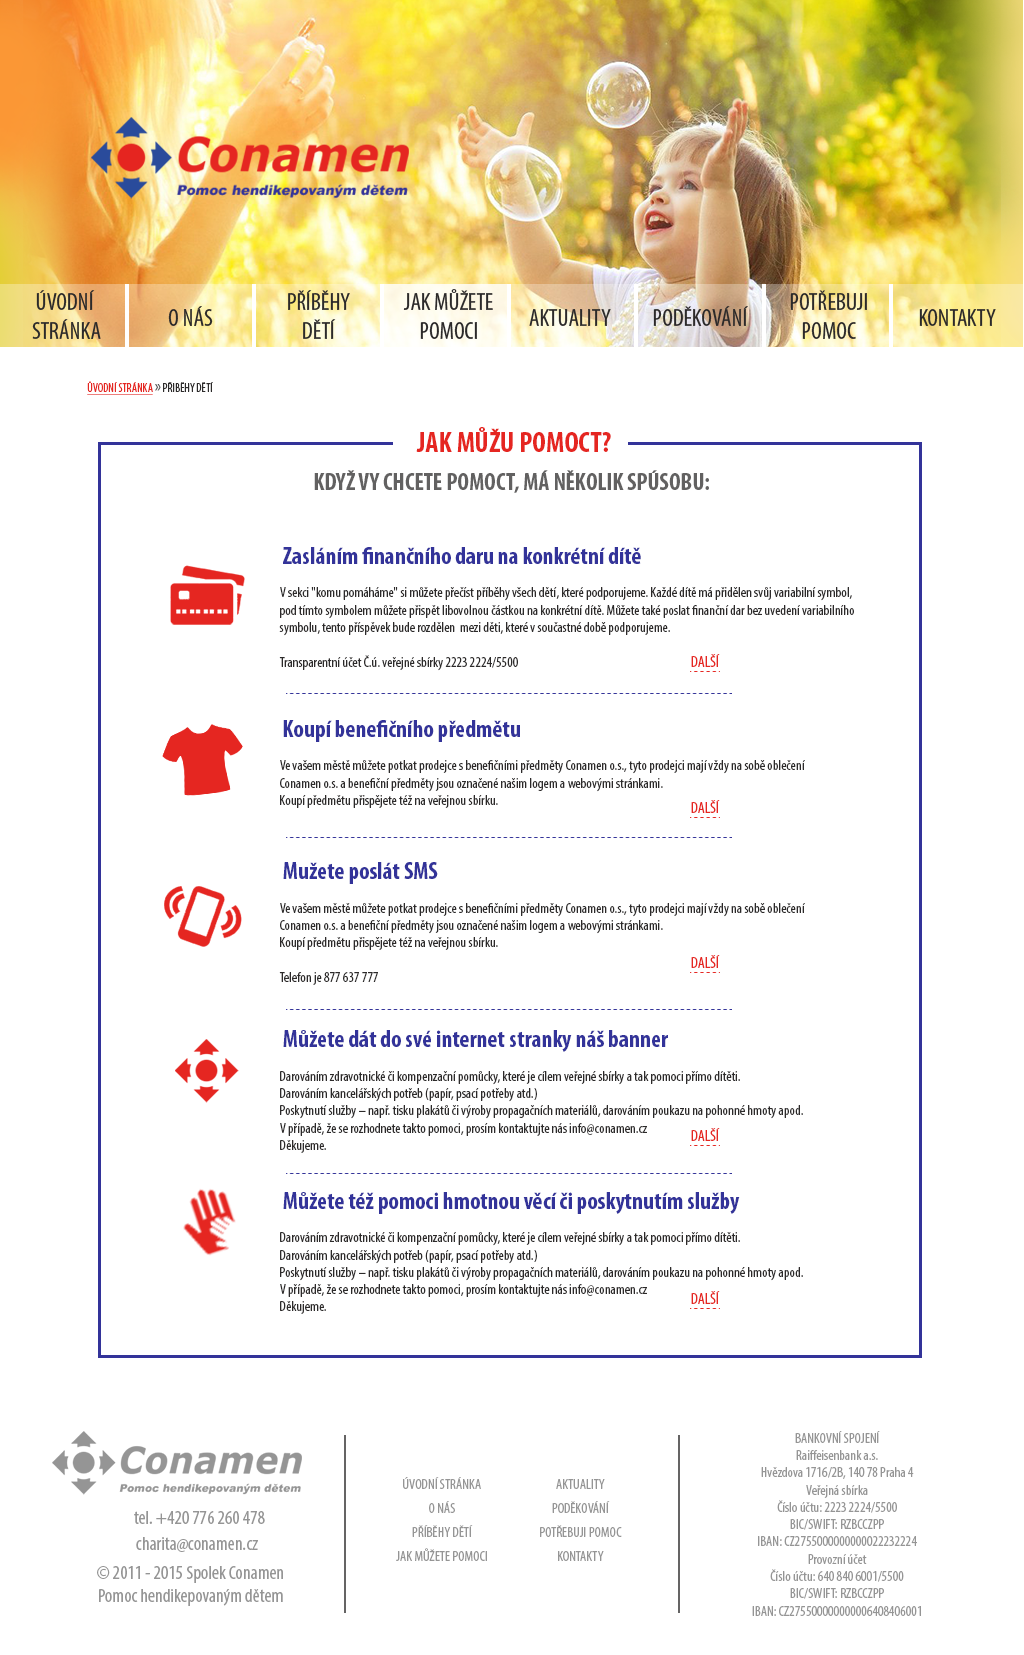 Conamen
Pomoc hendikepovaným dětem
ÚVODNÍ
STRÁNKA
O NÁS
PŘÍBĚHY
DĚTÍ
JAK MŮŽETE
POMOCI
AKTUALITY
PODĚKOVÁNÍ
POTŘEBUJI
POMOC
KONTAKTY
ÚVODNÍ STRÁNKA » PŘIBĚHY DĚTÍ
JAK MŮŽU POMOCT?
KDYŽ VY CHCETE POMOCT, MÁ NĚKOLIK SPÚSOBU:
Zasláním finančního daru na konkrétní dítě
V sekci "komu pomáháme" si můžete přečíst příběhy všech dětí, které podporujeme. Každé dítě má přidělen svůj variabilní symbol,
pod tímto symbolem můžete přispět libovolnou částkou na konkrétní dítě. Můžete také poslat finanční dar bez uvedení variabilního
symbolu, tento příspěvek bude rozdělen mezi děti, které v součastné době podporujeme.
Transparentní účet Č.ú. veřejné sbírky 2223 2224/5500
DALŠÍ
Koupí benefičního předmětu
Ve vašem městě můžete potkat prodejce s benefičními předměty Conamen o.s., tyto prodejci mají vždy na sobě oblečení
Conamen o.s. a benefiční předměty jsou označené našim logem a webovými stránkami.
Koupí předmětu přispějete též na veřejnou sbírku.
DALŠÍ
Mužete poslát SMS
Ve vašem městě můžete potkat prodejce s benefičními předměty Conamen o.s., tyto prodejci mají vždy na sobě oblečení
Conamen o.s. a benefiční předměty jsou označené našim logem a webovými stránkami.
Koupí předmětu přispějete též na veřejnou sbírku.
DALŠÍ
Telefon je 877 637 777
Můžete dát do své internet stranky náš banner
Darováním zdravotnické či kompenzační pomůcky, které je cílem veřejné sbírky a tak pomoci přímo dítěti.
Darováním kancelářských potřeb (papír, psací potřeby atd.)
Poskytnutí služby – např. tisku plakátů či výroby propagačních materiálů, darováním poukazu na pohonné hmoty apod.
V případě, že se rozhodnete takto pomoci, prosím kontaktujte nás info@conamen.cz
DALŠÍ
Děkujeme.
Můžete též pomoci hmotnou věcí či poskytnutím služby
Darováním zdravotnické či kompenzační pomůcky, které je cílem veřejné sbírky a tak pomoci přímo dítěti.
Darováním kancelářských potřeb (papír, psací potřeby atd.)
Poskytnutí služby – např. tisku plakátů či výroby propagačních materiálů, darováním poukazu na pohonné hmoty apod.
V případě, že se rozhodnete takto pomoci, prosím kontaktujte nás info@conamen.cz
DALŠÍ
Děkujeme.
Conamen
Pomoc hendikepovaným dětem
tel. +420 776 260 478
charita@conamen.cz
© 2011 - 2015 Spolek Conamen
Pomoc hendikepovaným dětem
ÚVODNÍ STRÁNKA
O NÁS
PŘÍBĚHY DĚTÍ
JAK MŮŽETE POMOCI
AKTUALITY
PODĚKOVÁNÍ
POTŘEBUJI POMOC
KONTAKTY
BANKOVNÍ SPOJENÍ
Raiffeisenbank a.s.
Hvězdova 1716/2B, 140 78 Praha 4
Veřejná sbírka
Číslo účtu: 2223 2224/5500
BIC/SWIFT: RZBCCZPP
IBAN: CZ2755000000000022232224
Provozní účet
Číslo účtu: 640 840 6001/5500
BIC/SWIFT: RZBCCZPP
IBAN: CZ2755000000006408406001